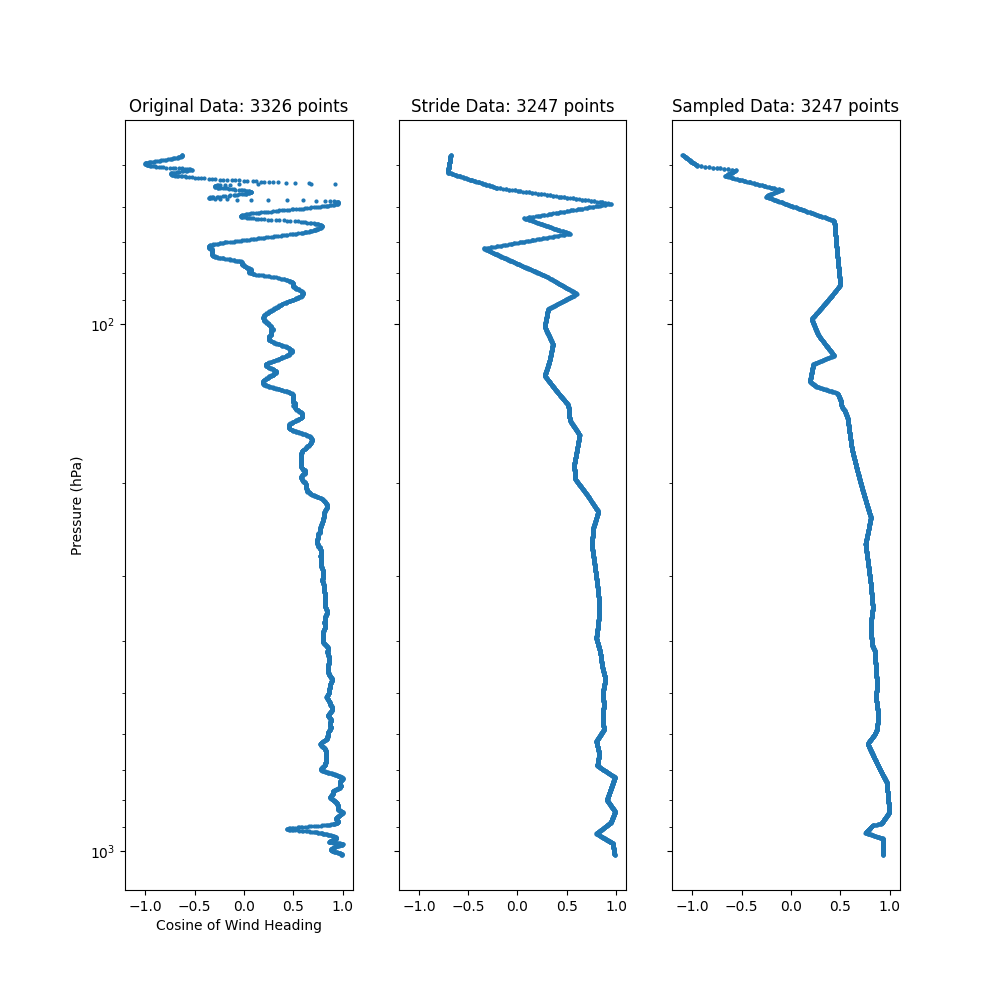 Original Data: 3326 points
Stride Data: 3247 points
Sampled Data: 3247 points
Pressure (hPa)
10²
10³
−1.0 −0.5 0.0 0.5 1.0
−1.0 −0.5 0.0 0.5 1.0
−1.0 −0.5 0.0 0.5 1.0
Cosine of Wind Heading